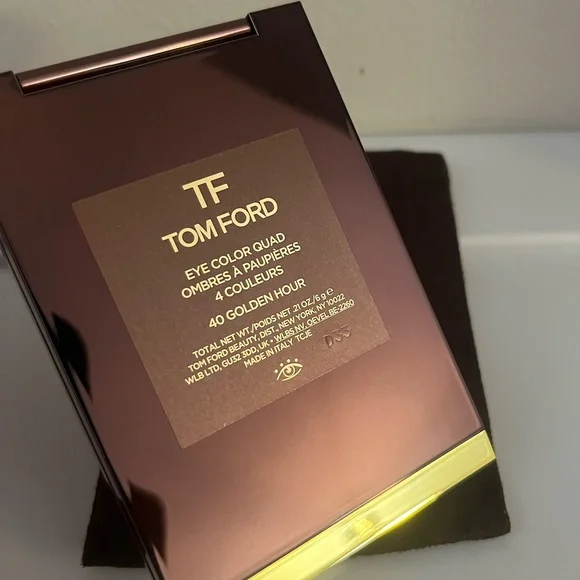 TF
TOM FORD
EYE COLOR QUAD
OMBRES À PAUPIÈRES
4 COULEURS
40 GOLDEN HOUR
TOTAL NET WT./POIDS NET .21 OZ./6 g ℮
TOM FORD BEAUTY, DIST., NEW YORK, NY 10022
WLB LTD, GU32 3DD, UK • WLBS NV, OEVEL BE-2260
MADE IN ITALY TCJE